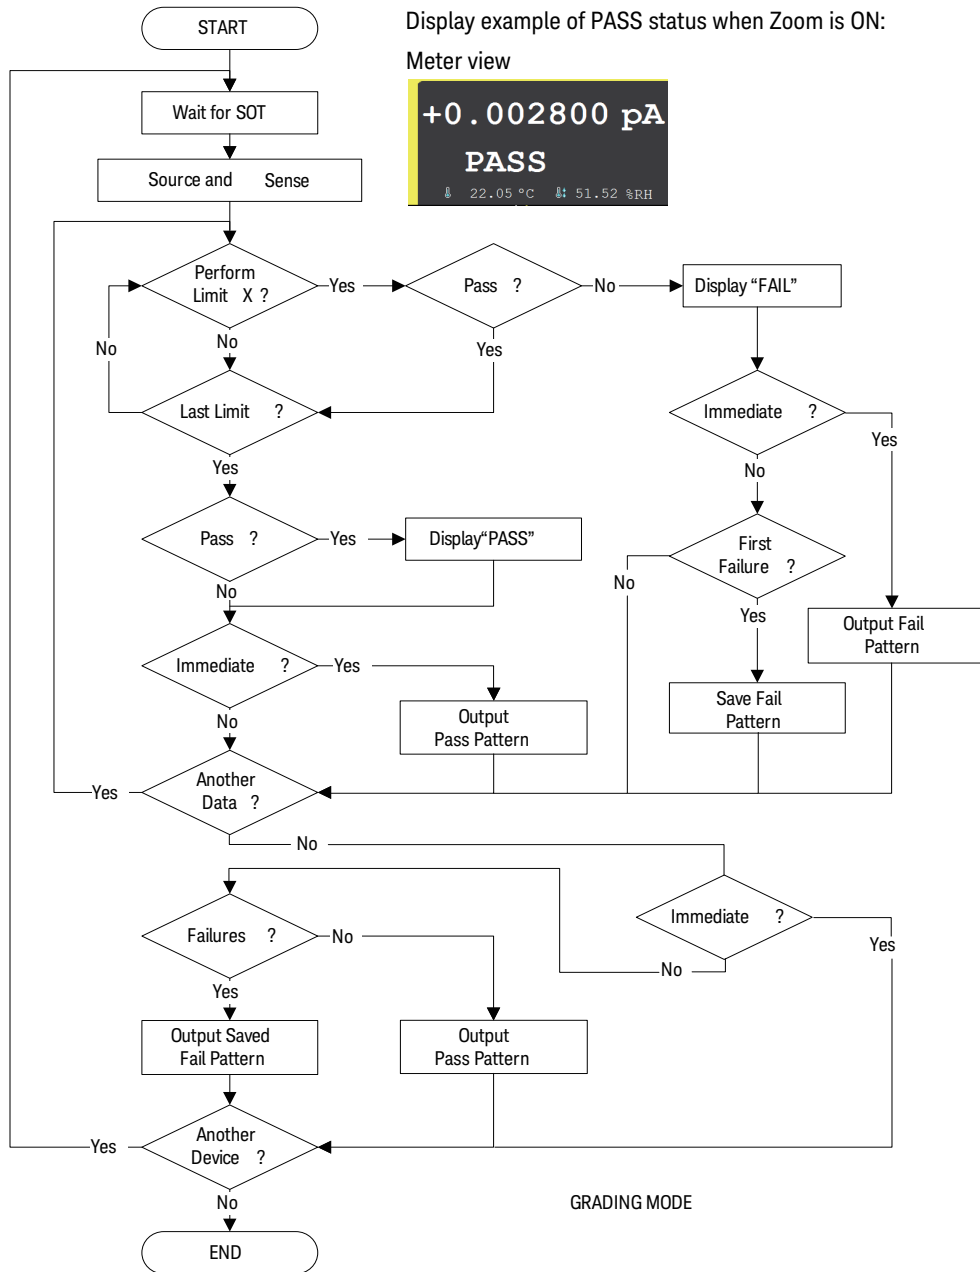 START
Display example of PASS status when Zoom is ON:
Meter view
+0.002800 pA
PASS
22.05 °C 51.52 %RH
Wait for SOT
Source and Sense
Perform
Limit X ?
Yes
Pass ?
No
Display “FAIL”
No
No
Yes
Last Limit ?
Immediate ?
Yes
Yes
No
Pass ?
Yes
Display“PASS”
First
Failure ?
No
No
Yes
Output Fail
Pattern
Immediate ?
Yes
Save Fail
Pattern
No
Output
Pass Pattern
Yes
Another
Data ?
No
Immediate ?
Yes
No
Failures ?
No
Yes
Output Saved
Fail Pattern
Output
Pass Pattern
Yes
Another
Device ?
No
GRADING MODE
END